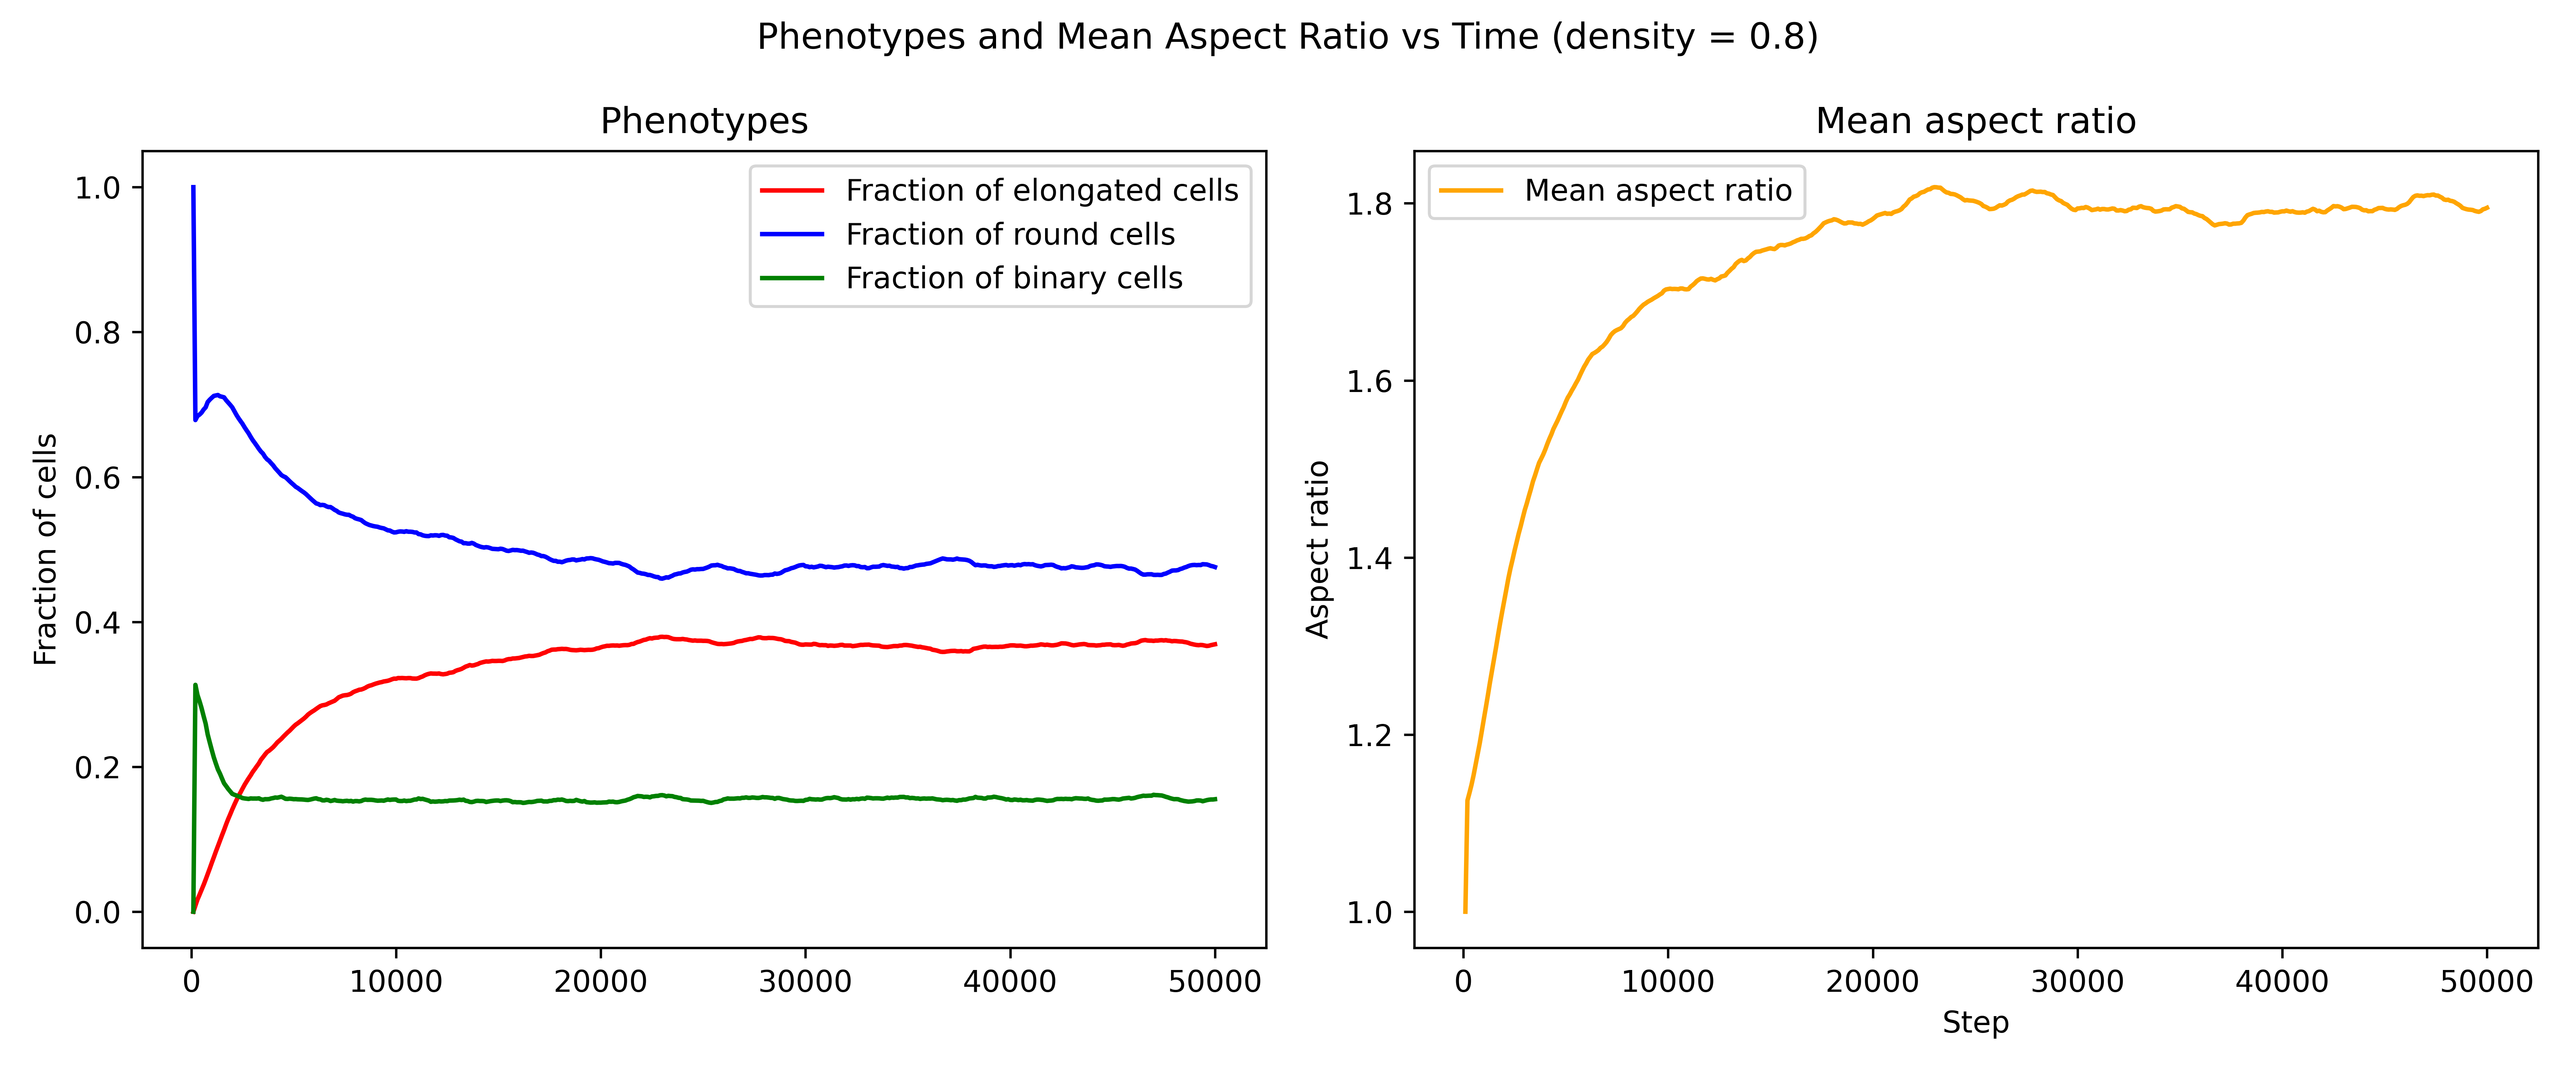 Phenotypes and Mean Aspect Ratio vs Time (density = 0.8)
Phenotypes
Fraction of cells
1.0
0.8
0.6
0.4
0.2
0.0
0 10000 20000 30000 40000 50000
Fraction of elongated cells
Fraction of round cells
Fraction of binary cells
Mean aspect ratio
Aspect ratio
1.8
1.6
1.4
1.2
1.0
0 10000 20000 30000 40000 50000
Step
Mean aspect ratio